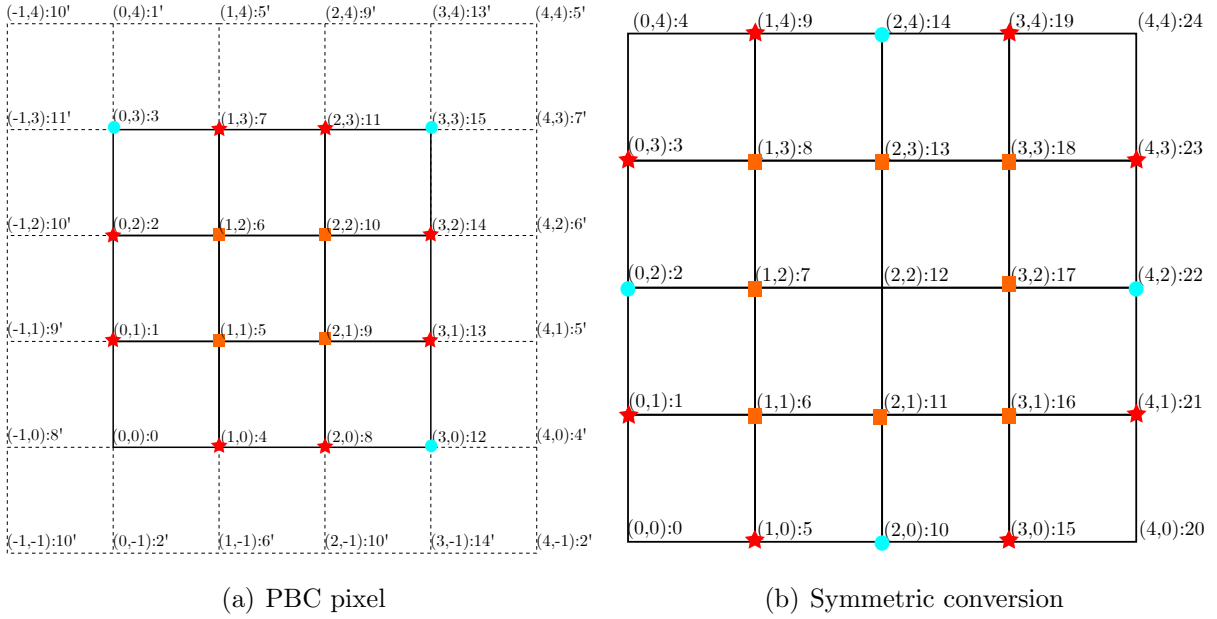 (-1,4):10' (0,4):1' (1,4):5' (2,4):9' (3,4):13' (4,4):5'
(-1,3):11' (0,3):3 (1,3):7 (2,3):11 (3,3):15 (4,3):7'
(-1,2):10' (0,2):2 (1,2):6 (2,2):10 (3,2):14 (4,2):6'
(-1,1):9' (0,1):1 (1,1):5 (2,1):9 (3,1):13 (4,1):5'
(-1,0):8' (0,0):0 (1,0):4 (2,0):8 (3,0):12 (4,0):4'
(-1,-1):10' (0,-1):2' (1,-1):6' (2,-1):10' (3,-1):14' (4,-1):2'
(a) PBC pixel
(0,4):4 (1,4):9 (2,4):14 (3,4):19 (4,4):24
(0,3):3 (1,3):8 (2,3):13 (3,3):18 (4,3):23
(0,2):2 (1,2):7 (2,2):12 (3,2):17 (4,2):22
(0,1):1 (1,1):6 (2,1):11 (3,1):16 (4,1):21
(0,0):0 (1,0):5 (2,0):10 (3,0):15 (4,0):20
(b) Symmetric conversion